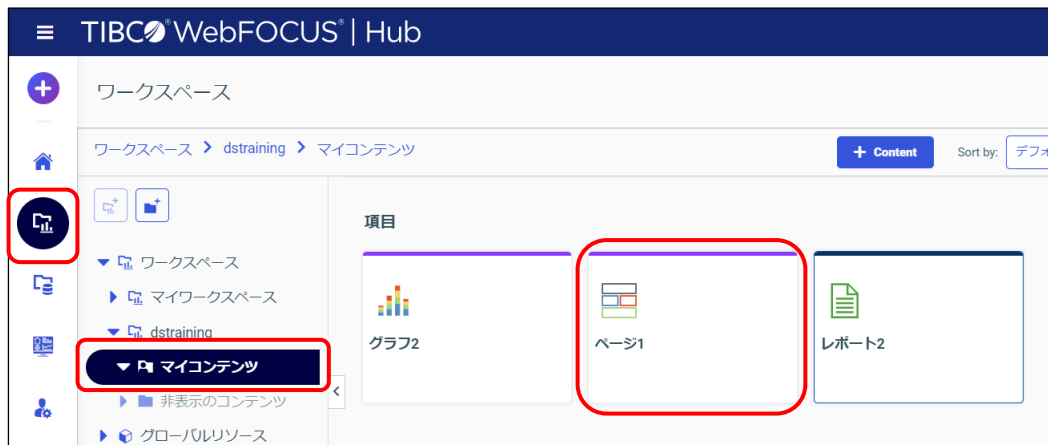 TIBCO® WebFOCUS® | Hub
ワークスペース
ワークスペース > dstraining > マイコンテンツ
+ Content
Sort by:
デフォ
項目
ワークスペース
マイワークスペース
dstraining
マイコンテンツ
非表示のコンテンツ
グローバルリソース
グラフ2
ページ1
レポート2